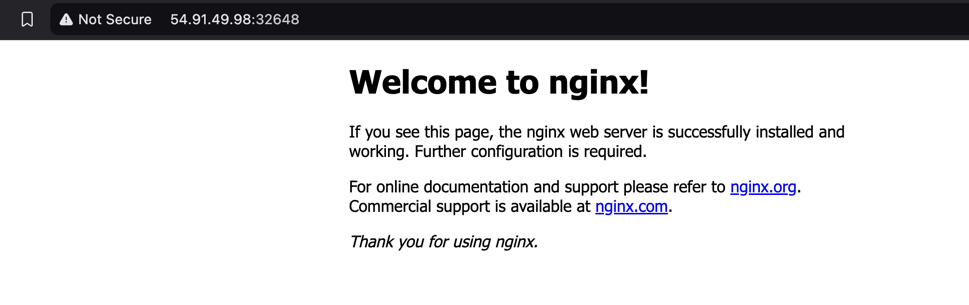 Not Secure 54.91.49.98:32648
Welcome to nginx!
If you see this page, the nginx web server is successfully installed and
working. Further configuration is required.
For online documentation and support please refer to nginx.org.
Commercial support is available at nginx.com.
Thank you for using nginx.